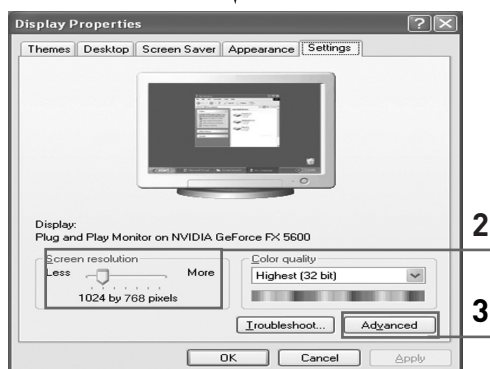 Display Properties
Themes Desktop Screen Saver Appearance Settings
Display:
Plug and Play Monitor on NVIDIA GeForce FX 5600
Screen resolution
Less More
1024 by 768 pixels
Color quality
Highest (32 bit)
2
Troubleshoot... Advanced
3
OK Cancel Apply